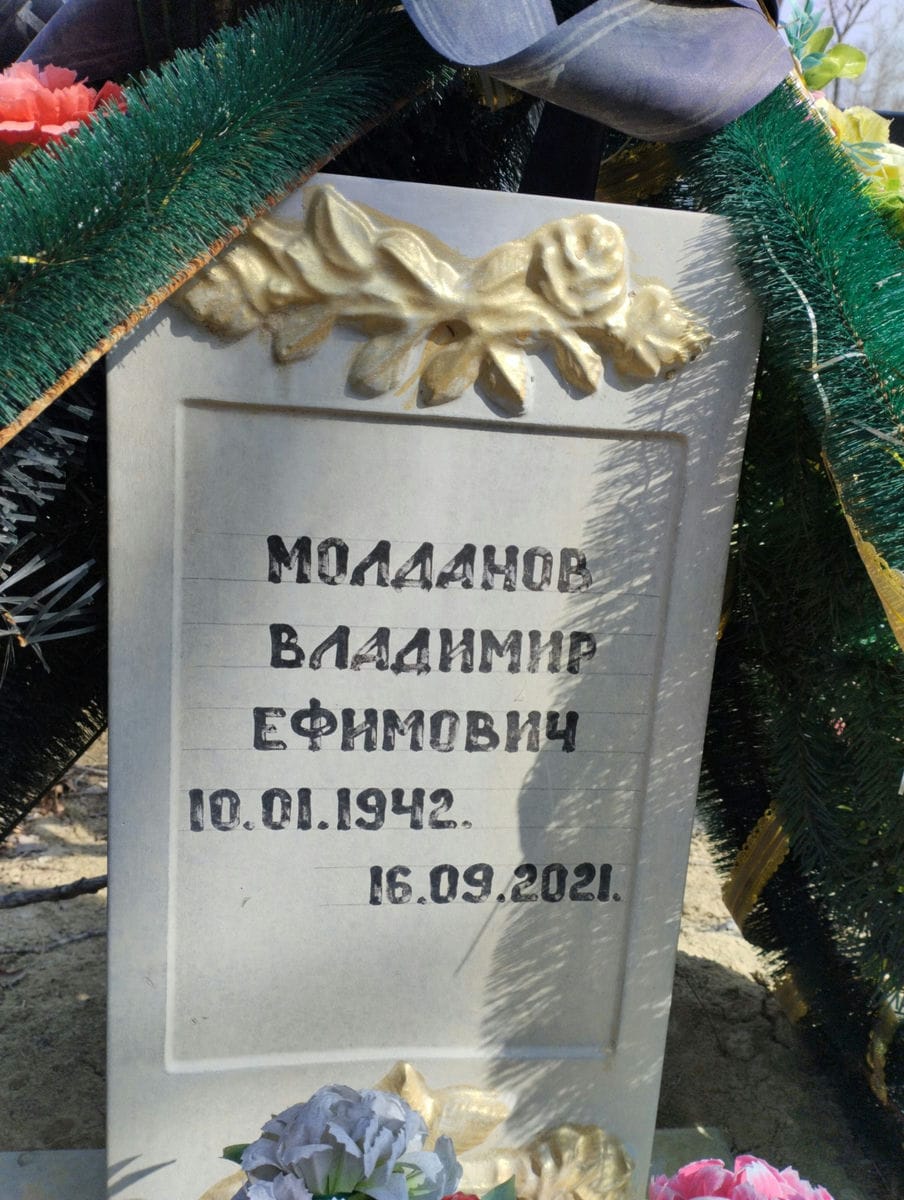 МОЛДАНОВ
ВЛАДИМИР
ЕФИМОВИЧ
10.01.1942.
16.09.2021.